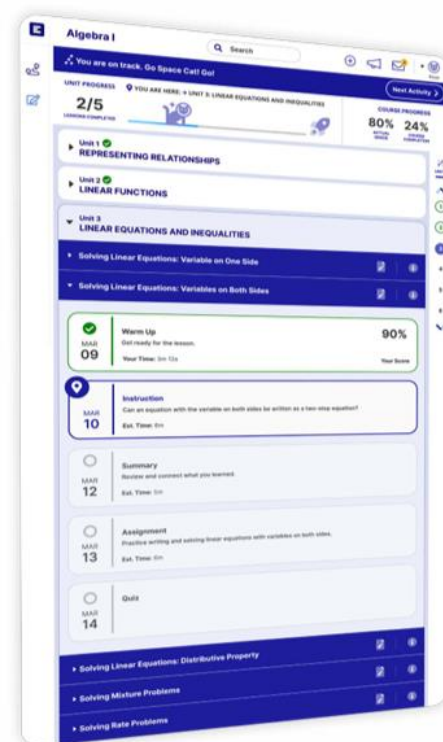 E
Algebra I
Search
You are on track. Go Space Cat! Go!
Next Activity
UNIT PROGRESS
2/5
LESSONS COMPLETED
YOU ARE HERE: → UNIT 3: LINEAR EQUATIONS AND INEQUALITIES
COURSE PROGRESS
80%
ACTUAL GRADE
24%
COURSE COMPLETED
Unit 1
REPRESENTING RELATIONSHIPS
Unit 2
LINEAR FUNCTIONS
Unit 3
LINEAR EQUATIONS AND INEQUALITIES
Solving Linear Equations: Variable on One Side
Solving Linear Equations: Variables on Both Sides
MAR
09
Warm Up
Get ready for the lesson.
Your Time: 3m 12s
90%
Your Score
MAR
10
Instruction
Can an equation with the variable on both sides be written as a two-step equation?
Est. Time: 6m
MAR
12
Summary
Review and connect what you learned.
Est. Time: 5m
MAR
13
Assignment
Practice writing and solving linear equations with variables on both sides.
Est. Time: 6m
MAR
14
Quiz
Solving Linear Equations: Distributive Property
Solving Mixture Problems
Solving Rate Problems